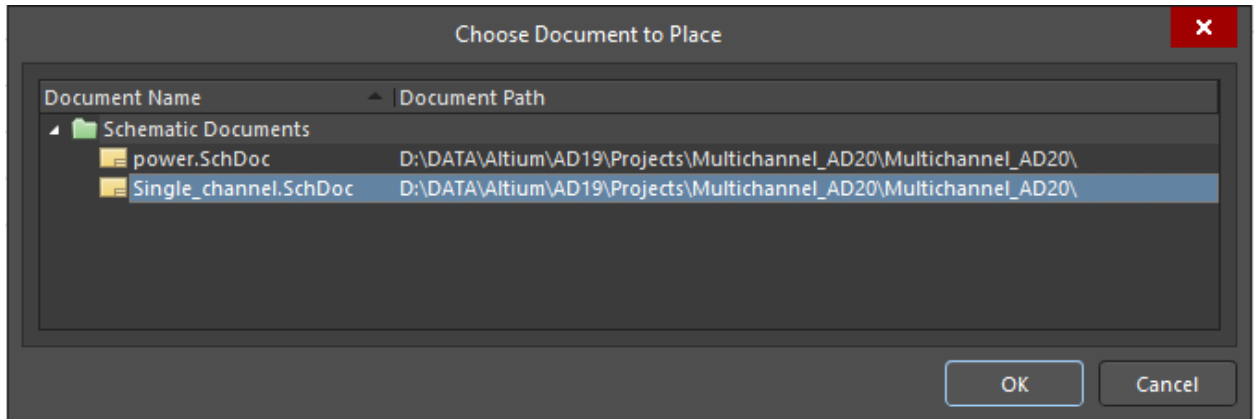 Choose Document to Place
Document Name Document Path
Schematic Documents
power.SchDoc D:\DATA\Altium\AD19\Projects\Multichannel_AD20\Multichannel_AD20\
Single_channel.SchDoc D:\DATA\Altium\AD19\Projects\Multichannel_AD20\Multichannel_AD20\
OK Cancel